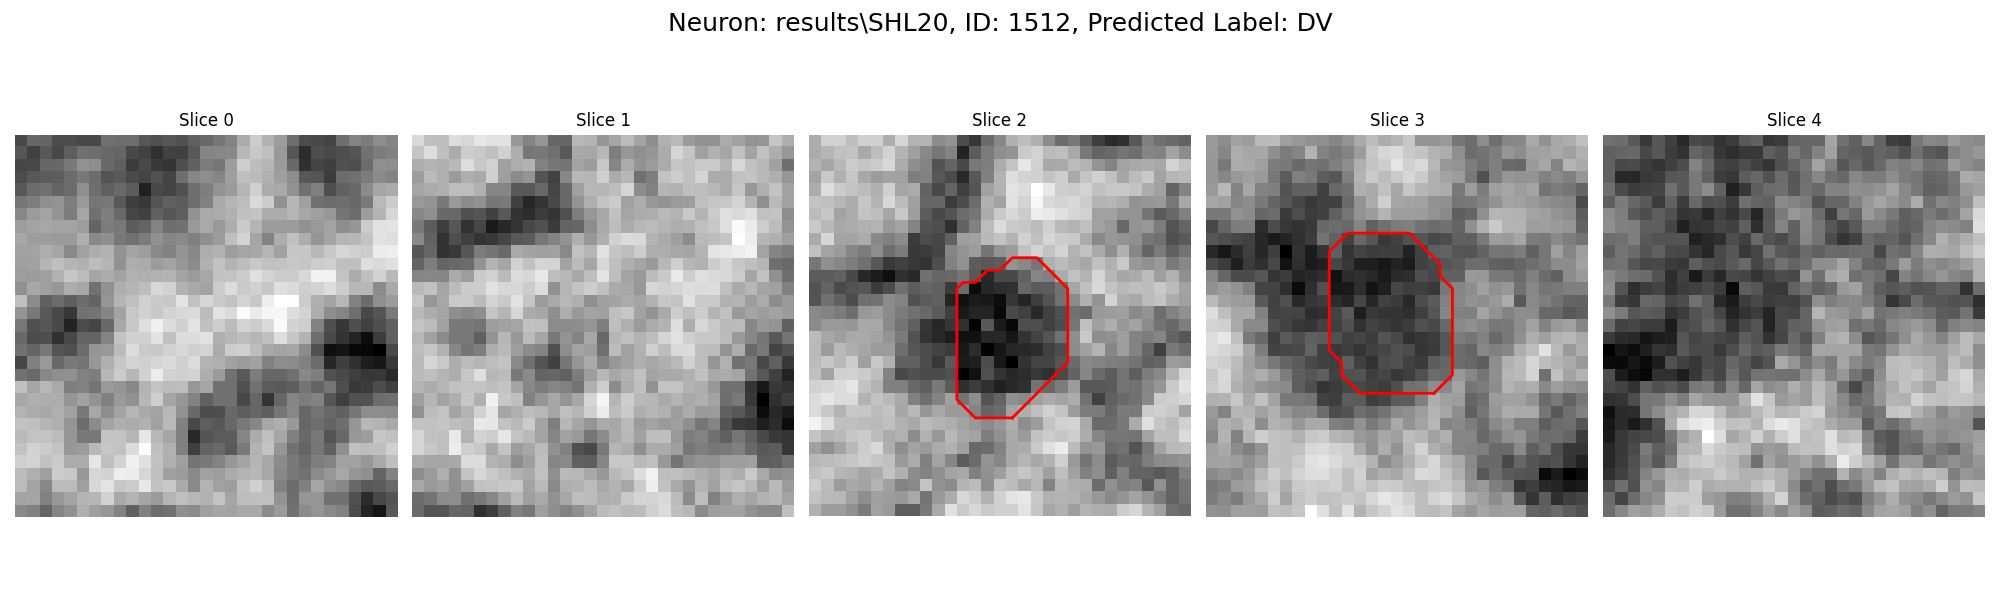 Neuron: results\SHL20, ID: 1512, Predicted Label: DV
Slice 0
Slice 1
Slice 2
Slice 3
Slice 4